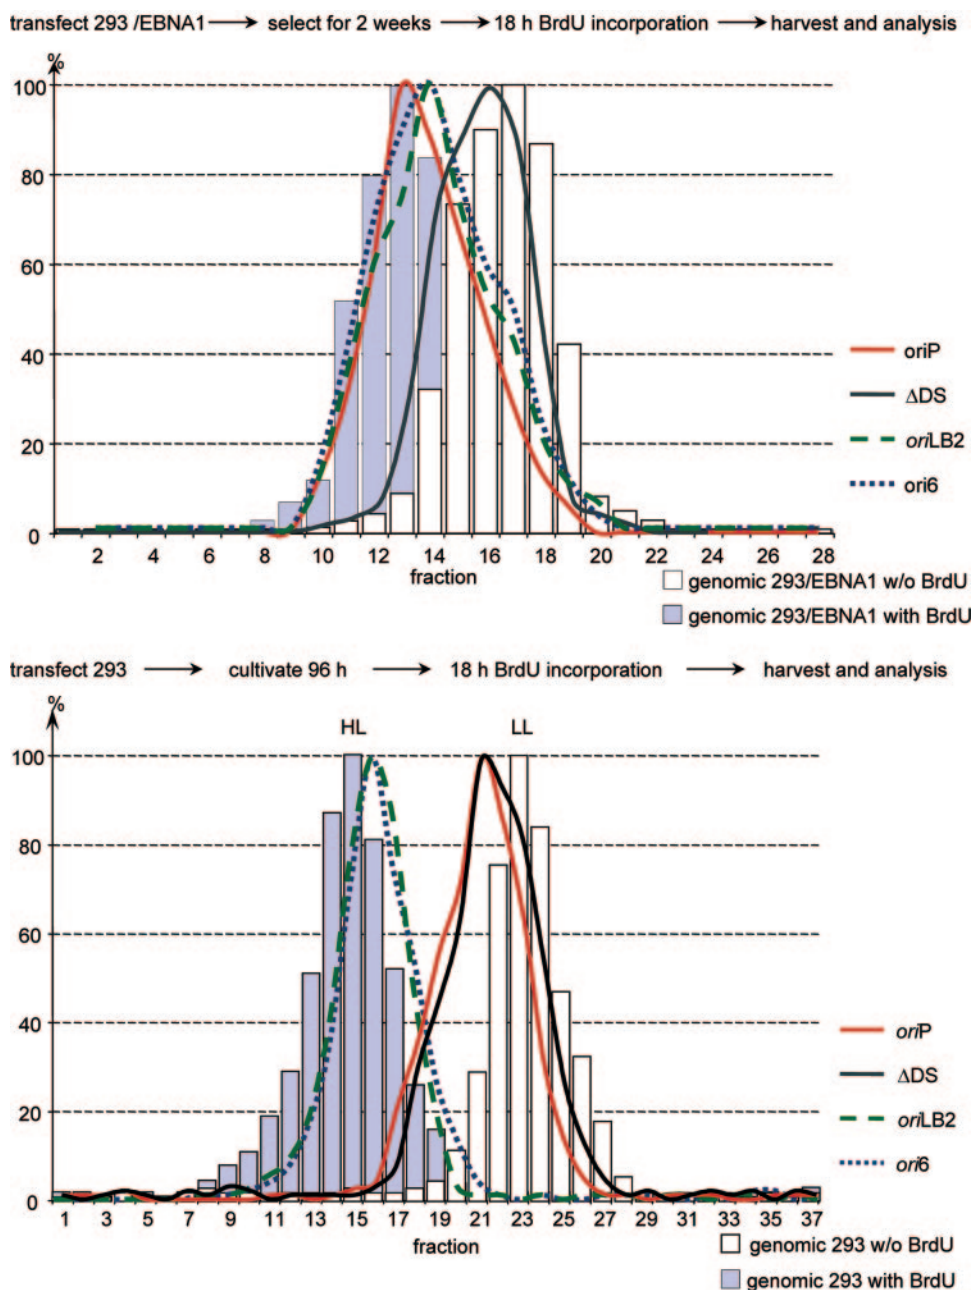 transfect 293 /EBNA1 → select for 2 weeks → 18 h BrdU incorporation → harvest and analysis
%
100
80
60
40
20
0
2 4 6 8 10 12 14 16 18 20 22 24 26 28
fraction
oriP
ΔDS
oriLB2
ori6
genomic 293/EBNA1 w/o BrdU
genomic 293/EBNA1 with BrdU
transfect 293 → cultivate 96 h → 18 h BrdU incorporation → harvest and analysis
%
HL LL
100
80
60
40
20
0
1 3 5 7 9 11 13 15 17 19 21 23 25 27 29 31 33 35 37
fraction
oriP
ΔDS
oriLB2
ori6
genomic 293 w/o BrdU
genomic 293 with BrdU